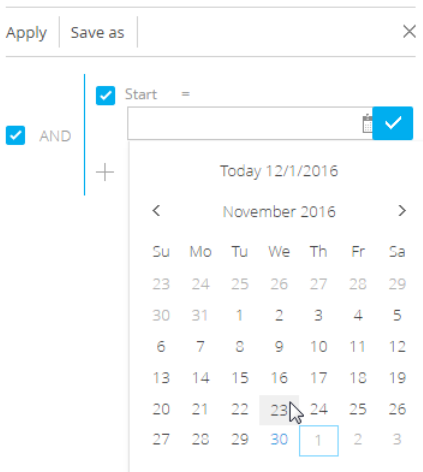 Apply Save as
Start =
AND
Today 12/1/2016
November 2016
Su Mo Tu We Th Fr Sa
23 24 25 26 27 28 29
30 31 1 2 3 4 5
6 7 8 9 10 11 12
13 14 15 16 17 18 19
20 21 22 23 24 25 26
27 28 29 30 1 2 3